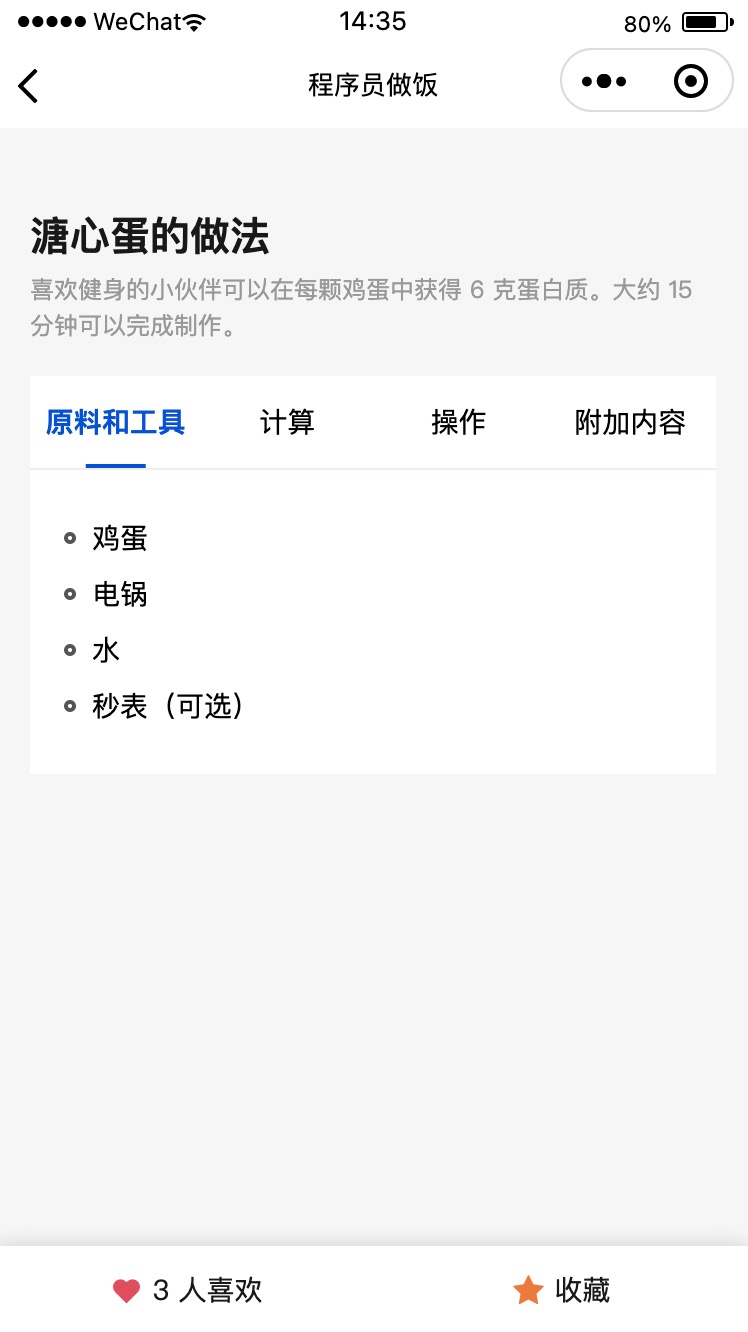 WeChat 14:35 80%
程序员做饭
溏心蛋的做法
喜欢健身的小伙伴可以在每颗鸡蛋中获得 6 克蛋白质。大约 15
分钟可以完成制作。
原料和工具 计算 操作 附加内容
鸡蛋
电锅
水
秒表（可选）
3 人喜欢 收藏